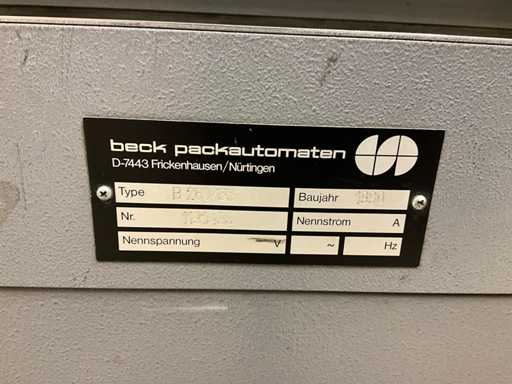 beck packautomaten
D-7443 Frickenhausen/Nürtingen
Type Baujahr
Nr. Nennstrom A
Nennspannung V ~ Hz